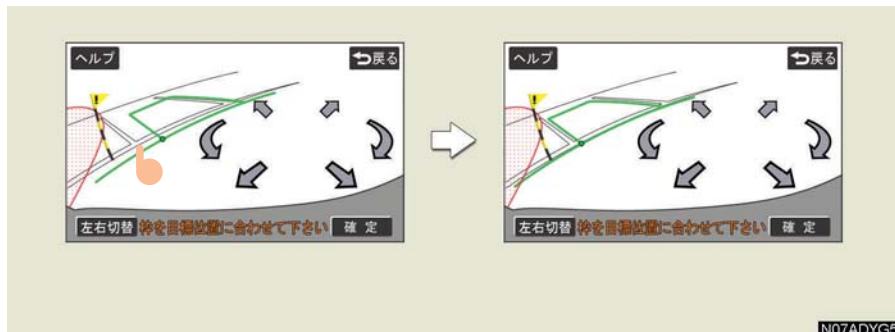 ヘルプ
戻る
!
左右切替
枠を目標位置に合わせて下さい
確 定
ヘルプ
戻る
!
左右切替
枠を目標位置に合わせて下さい
確 定